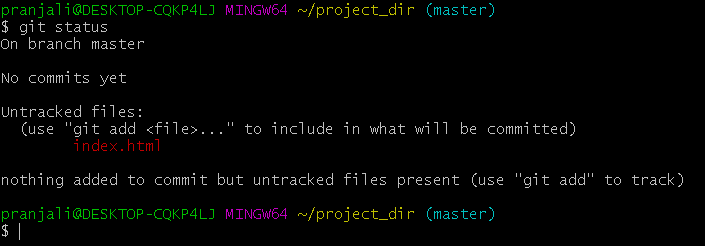 pranjali@DESKTOP-CQKP4LJ MINGW64 ~/project_dir (master)
$ git status
On branch master
No commits yet
Untracked files:
(use "git add <file>..." to include in what will be committed)
index.html
nothing added to commit but untracked files present (use "git add" to track)
pranjali@DESKTOP-CQKP4LJ MINGW64 ~/project_dir (master)
$